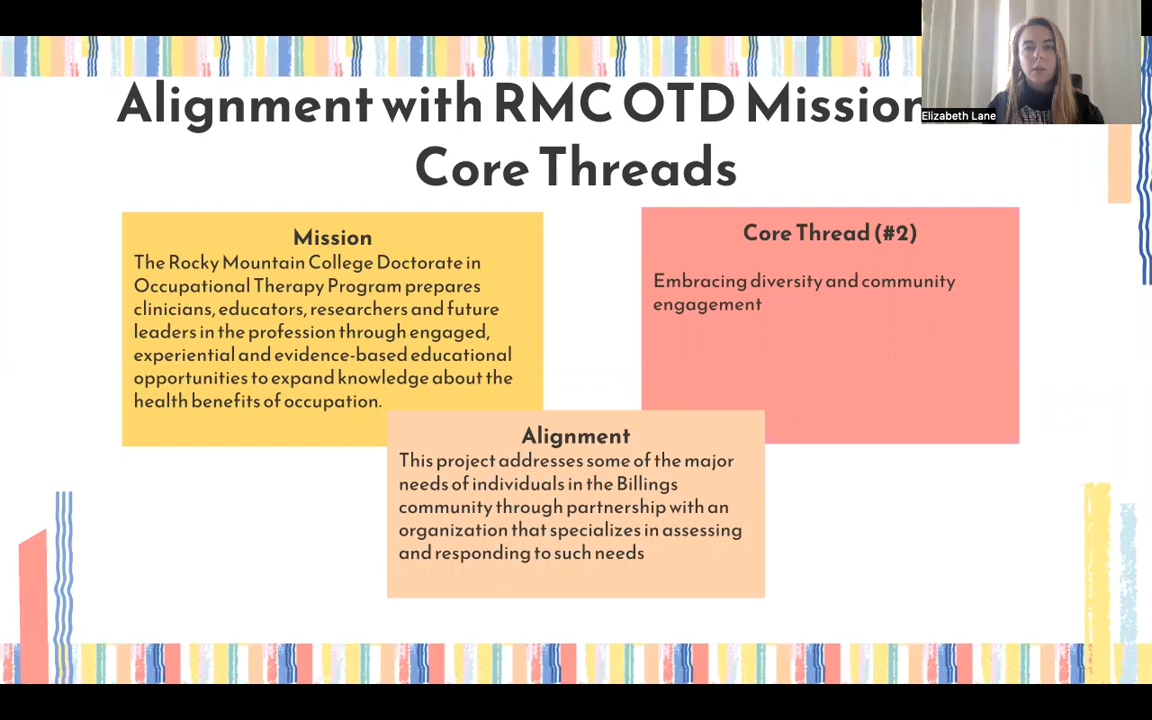 Alignment with RMC OTD Mission
Core Threads
Elizabeth Lane
Mission
The Rocky Mountain College Doctorate in
Occupational Therapy Program prepares
clinicians, educators, researchers and future
leaders in the profession through engaged,
experiential and evidence-based educational
opportunities to expand knowledge about the
health benefits of occupation.
Core Thread (#2)
Embracing diversity and community
engagement
Alignment
This project addresses some of the major
needs of individuals in the Billings
community through partnership with an
organization that specializes in assessing
and responding to such needs